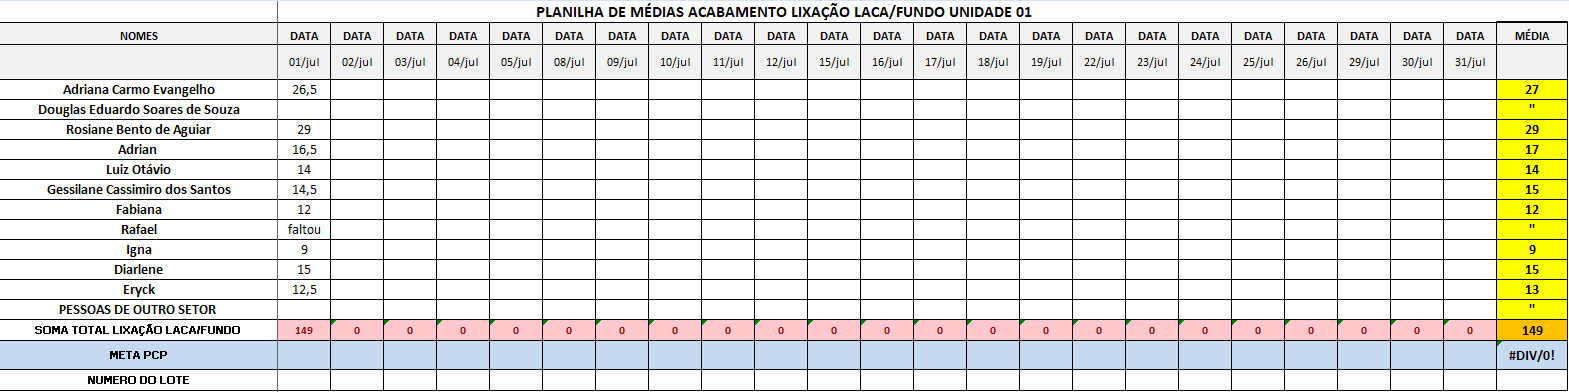 PLANILHA DE MÉDIAS ACABAMENTO LIXAÇÃO LACA/FUNDO UNIDADE 01
NOMES DATA DATA DATA DATA DATA DATA DATA DATA DATA DATA DATA DATA DATA DATA DATA DATA DATA DATA DATA DATA DATA DATA DATA MÉDIA
01/jul 02/jul 03/jul 04/jul 05/jul 08/jul 09/jul 10/jul 11/jul 12/jul 15/jul 16/jul 17/jul 18/jul 19/jul 22/jul 23/jul 24/jul 25/jul 26/jul 29/jul 30/jul 31/jul
Adriana Carmo Evangelho 26,5 27
Douglas Eduardo Soares de Souza "
Rosiane Bento de Aguiar 29 29
Adrian 16,5 17
Luiz Otávio 14 14
Gessilane Cassimiro dos Santos 14,5 15
Fabiana 12 12
Rafael faltou "
Igna 9 9
Diarlene 15 15
Eryck 12,5 13
PESSOAS DE OUTRO SETOR "
SOMA TOTAL LIXAÇÃO LACA/FUNDO 149 0 0 0 0 0 0 0 0 0 0 0 0 0 0 0 0 0 0 0 0 0 0 149
META PCP #DIV/0!
NUMERO DO LOTE